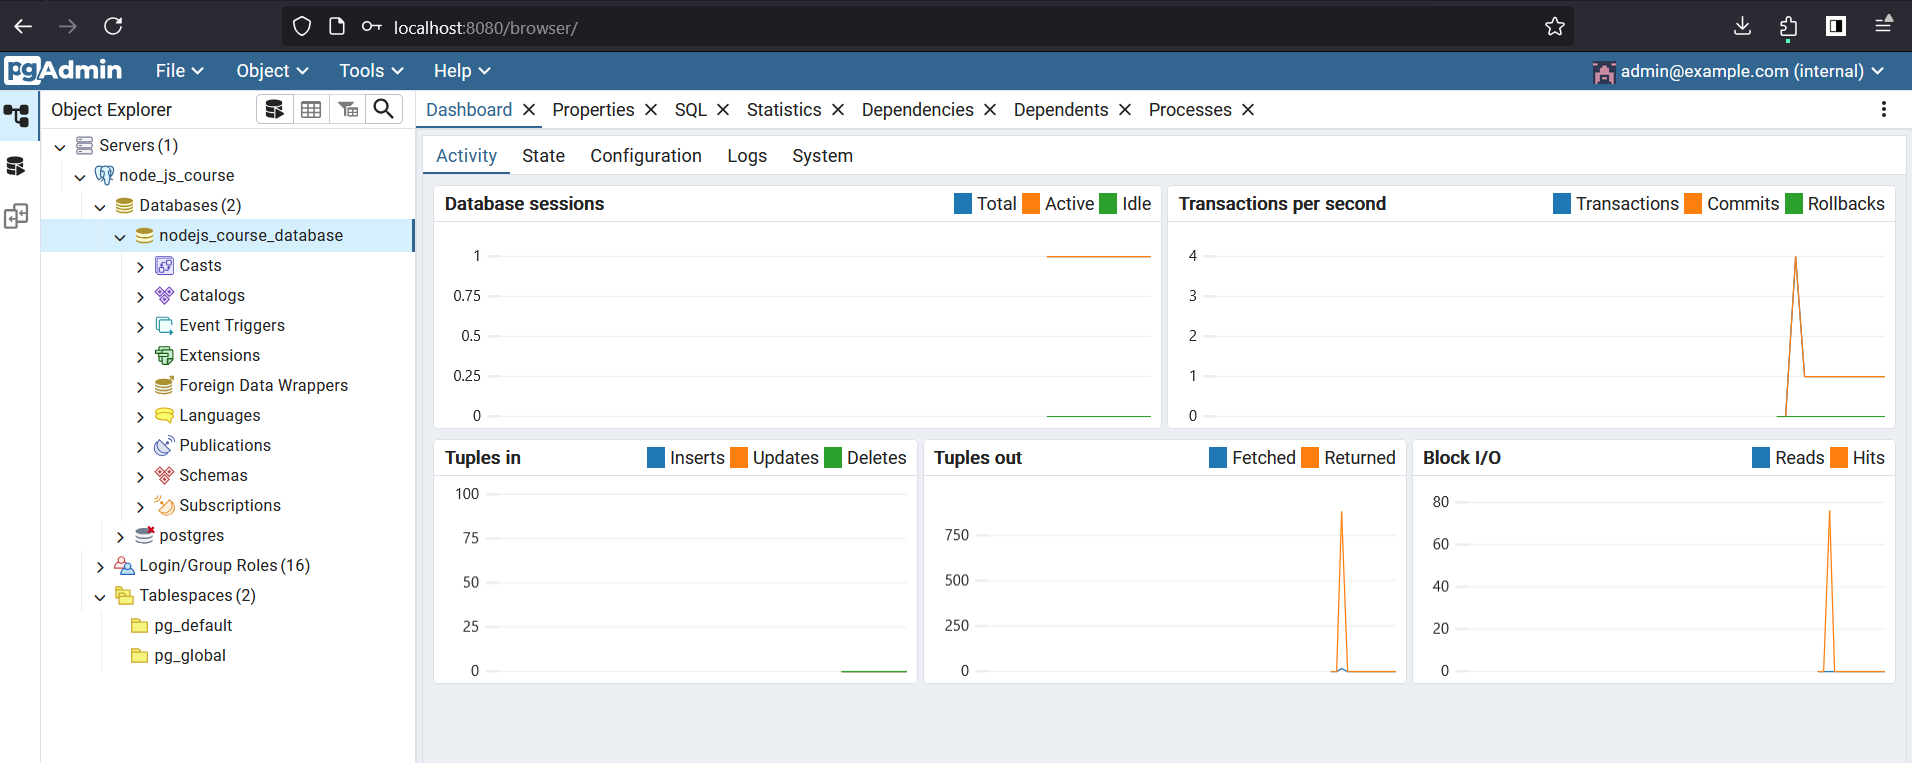 localhost:8080/browser/
pgAdmin File Object Tools Help admin@example.com (internal)
Object Explorer
Dashboard Properties SQL Statistics Dependencies Dependents Processes
Servers (1)
node_js_course
Databases (2)
nodejs_course_database
Casts
Catalogs
Event Triggers
Extensions
Foreign Data Wrappers
Languages
Publications
Schemas
Subscriptions
postgres
Login/Group Roles (16)
Tablespaces (2)
pg_default
pg_global
Activity State Configuration Logs System
Database sessions Total Active Idle
1
0.75
0.5
0.25
0
Transactions per second Transactions Commits Rollbacks
4
3
2
1
0
Tuples in Inserts Updates Deletes
100
75
50
25
0
Tuples out Fetched Returned
750
500
250
0
Block I/O Reads Hits
80
60
40
20
0